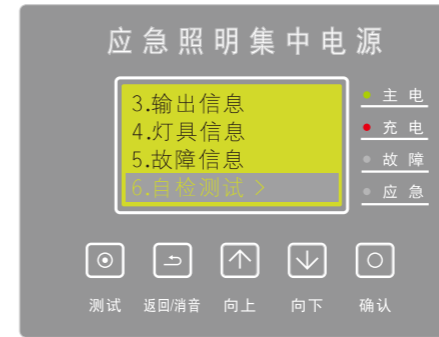 应急照明集中电源
3.输出信息
4.灯具信息
5.故障信息
6.自检测试 >
主电
充电
故障
应急
测试 返回/消音 向上 向下 确认